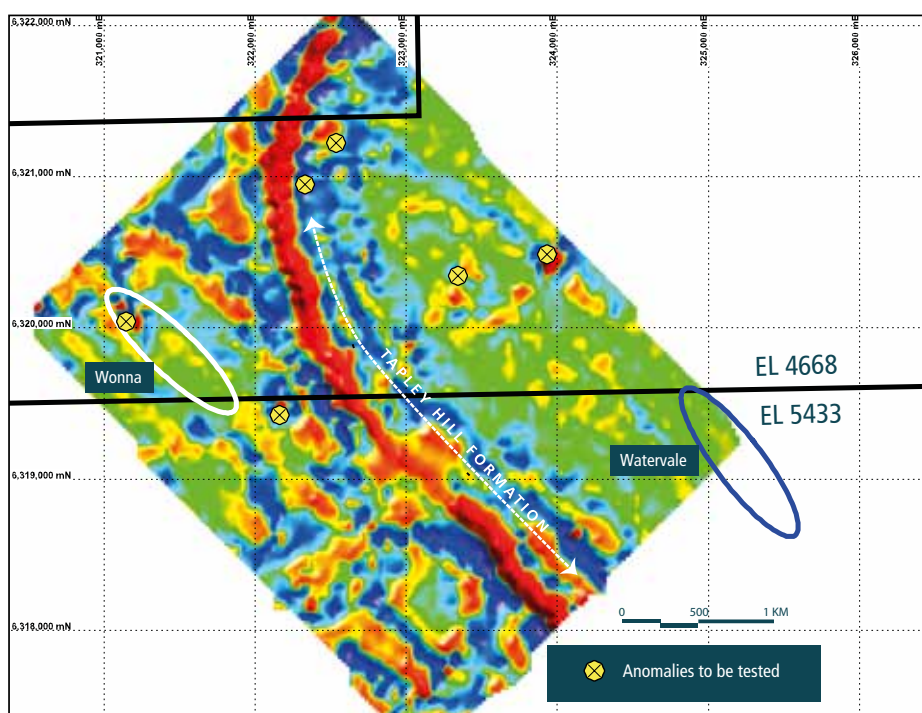 6,322,000 mN
321,000 mE
322,000 mE
323,000 mE
324,000 mE
325,000 mE
326,000 mE
6,321,000 mN
6,320,000 mN
Wonna
TAPLEY HILL FORMATION
EL 4668
EL 5433
Watervale
6,319,000 mN
6,318,000 mN
0 500 1 KM
Anomalies to be tested